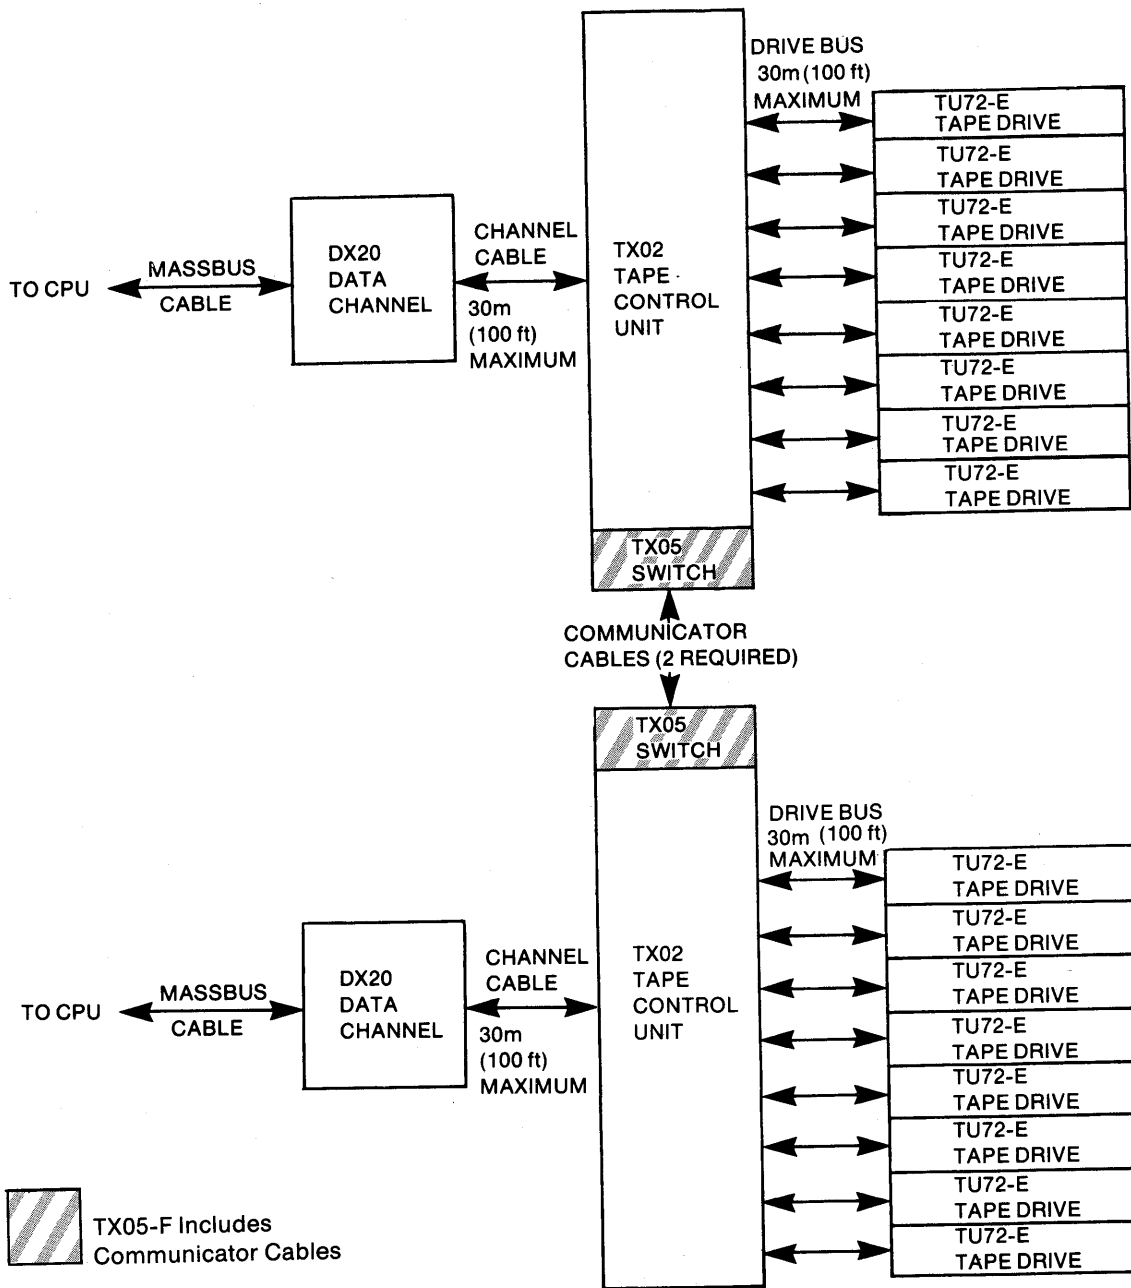 DRIVE BUS
30m (100 ft)
MAXIMUM
TU72-E
TAPE DRIVE
TU72-E
TAPE DRIVE
TU72-E
TAPE DRIVE
TU72-E
TAPE DRIVE
TU72-E
TAPE DRIVE
TU72-E
TAPE DRIVE
TU72-E
TAPE DRIVE
TU72-E
TAPE DRIVE
TO CPU
MASSBUS
CABLE
DX20
DATA
CHANNEL
CHANNEL
CABLE
30m
(100 ft)
MAXIMUM
TX02
TAPE
CONTROL
UNIT
TX05
SWITCH
COMMUNICATOR
CABLES (2 REQUIRED)
TX05
SWITCH
DRIVE BUS
30m (100 ft)
MAXIMUM
TU72-E
TAPE DRIVE
TU72-E
TAPE DRIVE
TU72-E
TAPE DRIVE
TU72-E
TAPE DRIVE
TU72-E
TAPE DRIVE
TU72-E
TAPE DRIVE
TU72-E
TAPE DRIVE
TU72-E
TAPE DRIVE
TO CPU
MASSBUS
CABLE
DX20
DATA
CHANNEL
CHANNEL
CABLE
30m
(100 ft)
MAXIMUM
TX02
TAPE
CONTROL
UNIT
TX05-F Includes
Communicator Cables